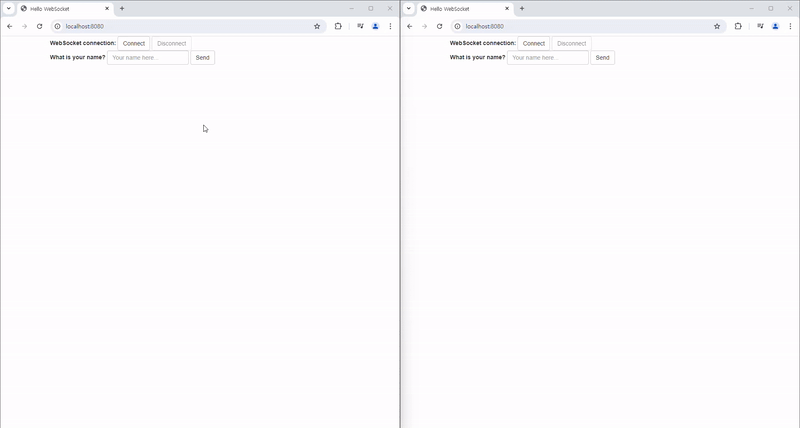 Hello WebSocket
localhost:8080
WebSocket connection: Connect Disconnect
What is your name? Your name here... Send
Hello WebSocket
localhost:8080
WebSocket connection: Connect Disconnect
What is your name? Your name here... Send